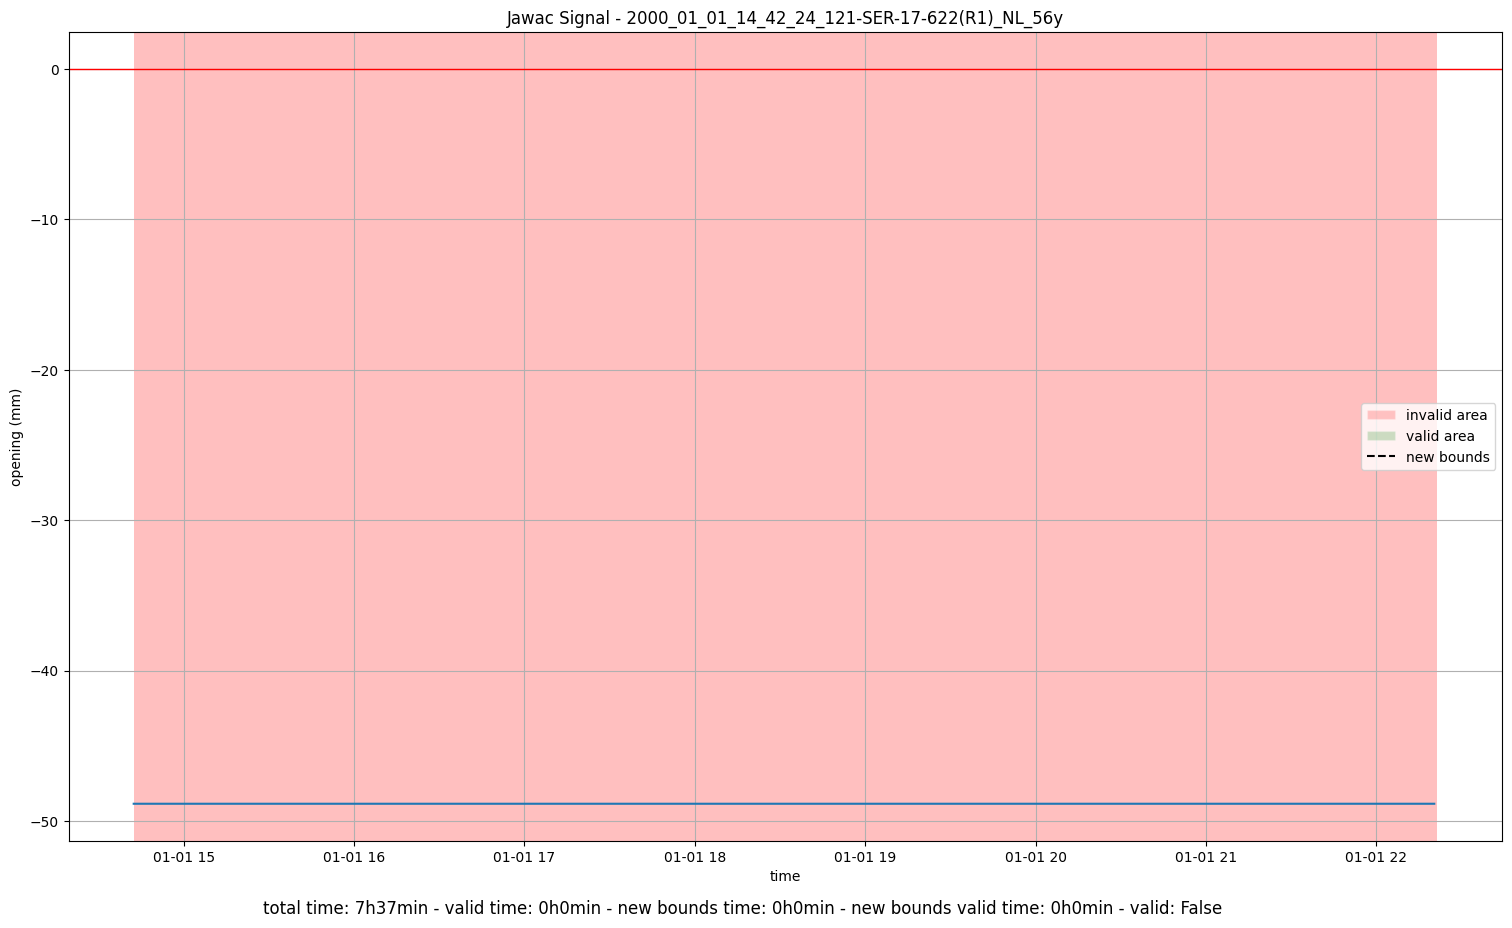 Jawac Signal - 2000_01_01_14_42_24_121-SER-17-622(R1)_NL_56y
0
−10
−20
−30
−40
−50
opening (mm)
invalid area
valid area
new bounds
01-01 15
01-01 16
01-01 17
01-01 18
01-01 19
01-01 20
01-01 21
01-01 22
time
total time: 7h37min - valid time: 0h0min - new bounds time: 0h0min - new bounds valid time: 0h0min - valid: False